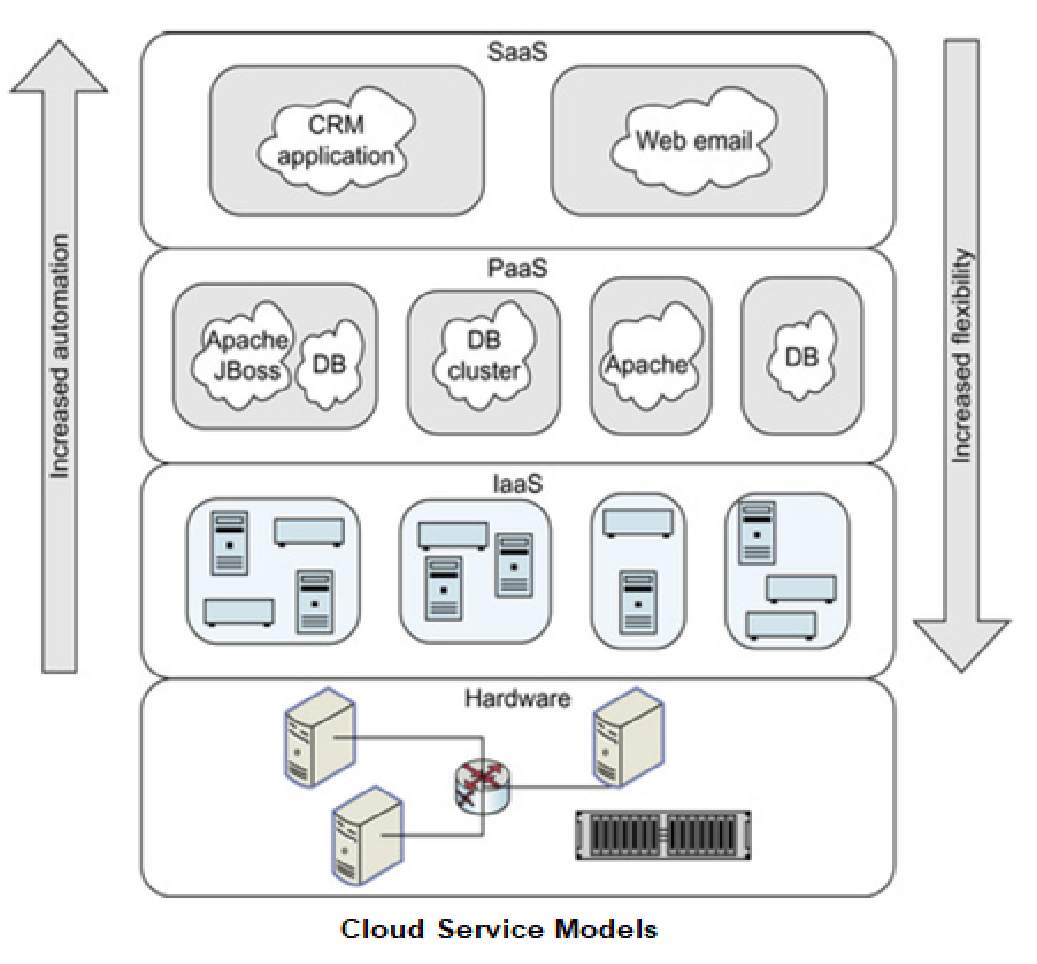 SaaS
CRM
application
Web email
Increased automation
Increased flexibility
PaaS
Apache
JBoss
DB
DB
cluster
Apache
DB
IaaS
Hardware
Cloud Service Models